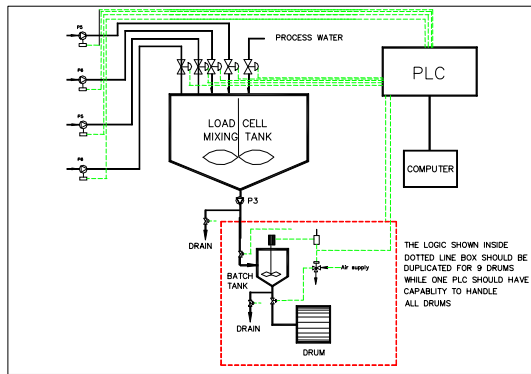 P5
PROCESS WATER
PLC
P6
LOAD CELL
MIXING TANK
P5
COMPUTER
P6
P3
DRAIN
THE LOGIC SHOWN INSIDE
DOTTED LINE BOX SHOULD BE
DUPLICATED FOR 9 DRUMS
WHILE ONE PLC SHOULD HAVE
CAPABLITY TO HANDLE
ALL DRUMS
BATCH
TANK
Air supply
DRAIN
DRUM